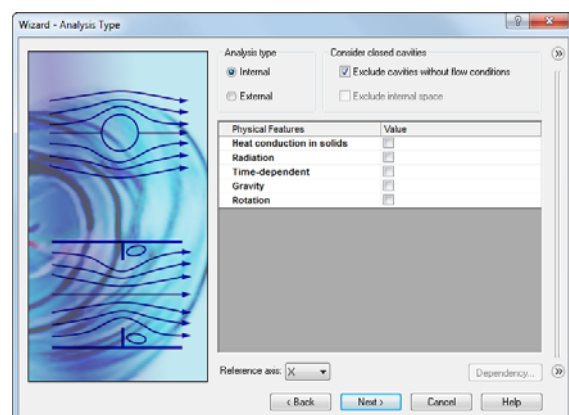 Wizard - Analysis Type
Analysis type
Consider closed cavities
Internal
Exclude cavities without flow conditions
External
Exclude internal space
Physical Features Value
Heat conduction in solids
Radiation
Time-dependent
Gravity
Rotation
Reference axis: X
Dependency...
< Back Next > Cancel Help